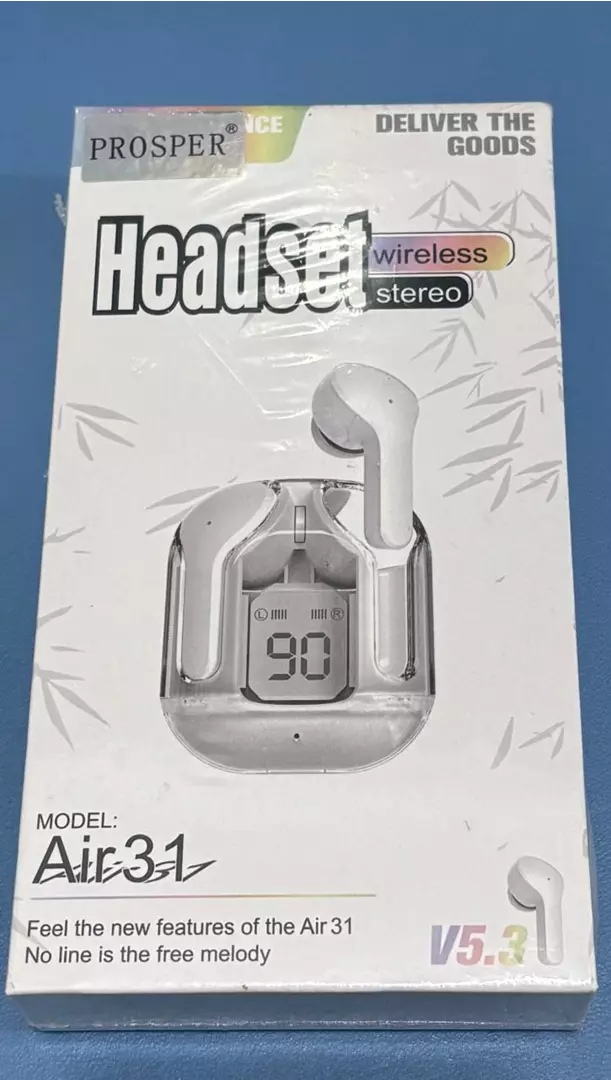 PROSPER®
NCE
DELIVER THE
GOODS
Headset
wireless
stereo
L
R
90
MODEL:
Air31
Feel the new features of the Air 31
No line is the free melody
V5.3